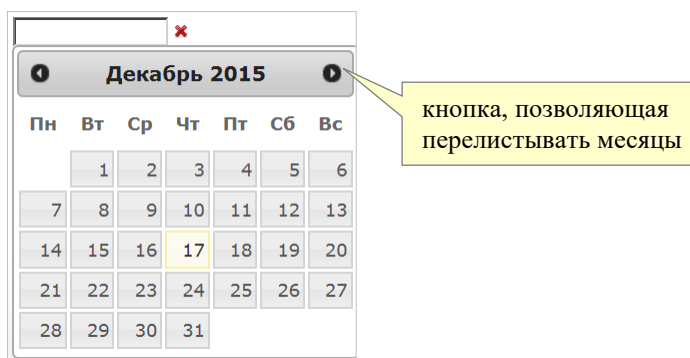 Декабрь 2015
кнопка, позволяющая
перелистывать месяцы
Пн Вт Ср Чт Пт Сб Вс
1 2 3 4 5 6
7 8 9 10 11 12 13
14 15 16 17 18 19 20
21 22 23 24 25 26 27
28 29 30 31